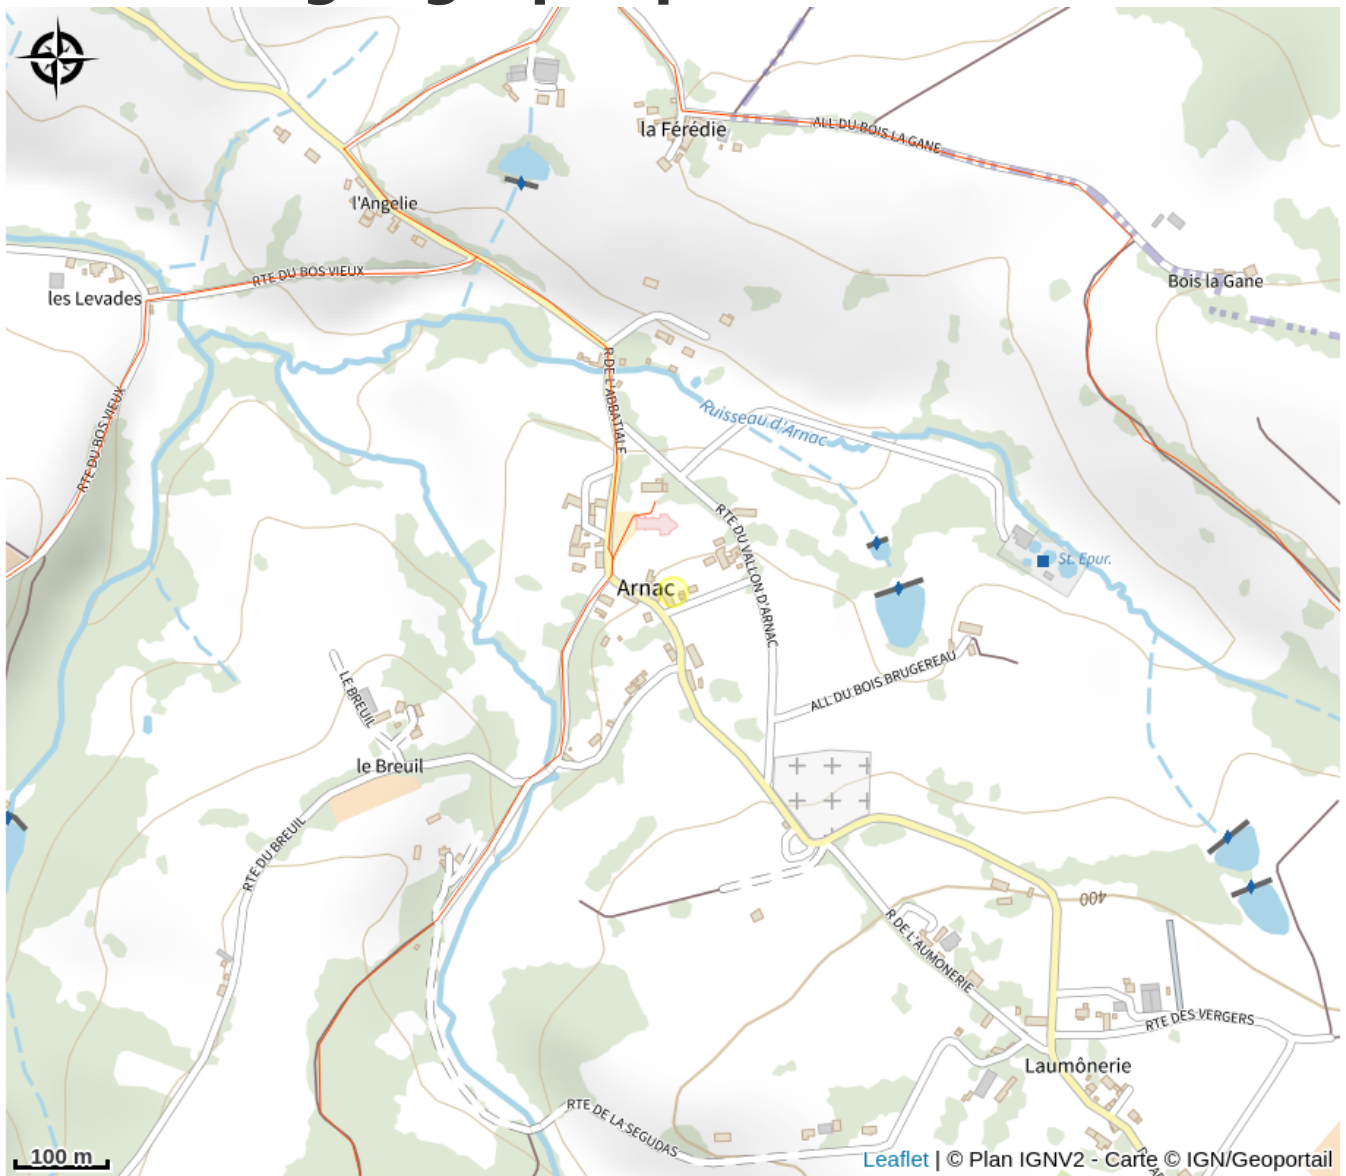 la Férédie
ALL DU BOIS LA GANE
l'Angelie
RTE DU BOS VIEUX
les Levades
Bois la Gane
R DE L'ABBATIALE
RTE DU BOS VIEUX
Ruisseau d'Arnac
RTE DU VALLON D'ARNAC
St. Epur.
Arnac
ALL DU BOIS BRUGEREAU
LE BREUIL
le Breuil
RTE DU BREUIL
400
R DE L'AUMONERIE
RTE DES VERGERS
Laumônerie
RTE DE LA SEGUDAS
100 m
Leaflet | © Plan IGNV2 - Carte © IGN/Geoportail